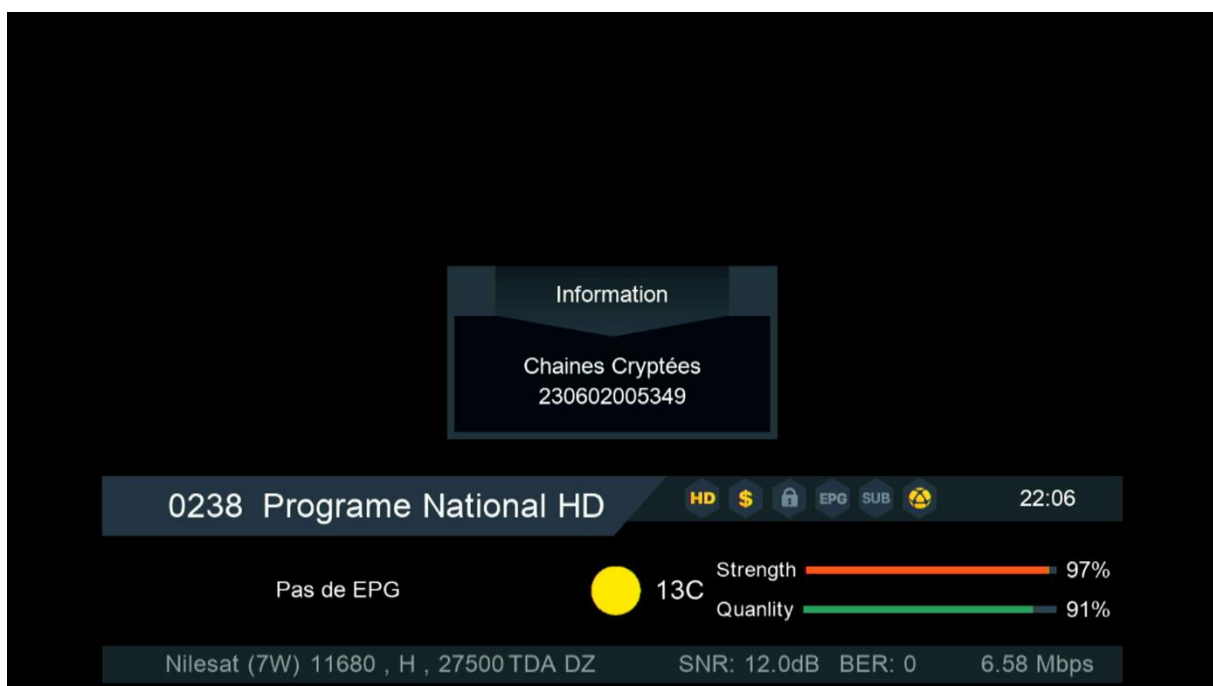 Information
Chaines Cryptées
230602005349
0238 Programe National HD
HD $ EPG SUB 22:06
Pas de EPG
13C
Strength 97%
Quanlity 91%
Nilesat (7W) 11680 , H , 27500 TDA DZ SNR: 12.0dB BER: 0 6.58 Mbps